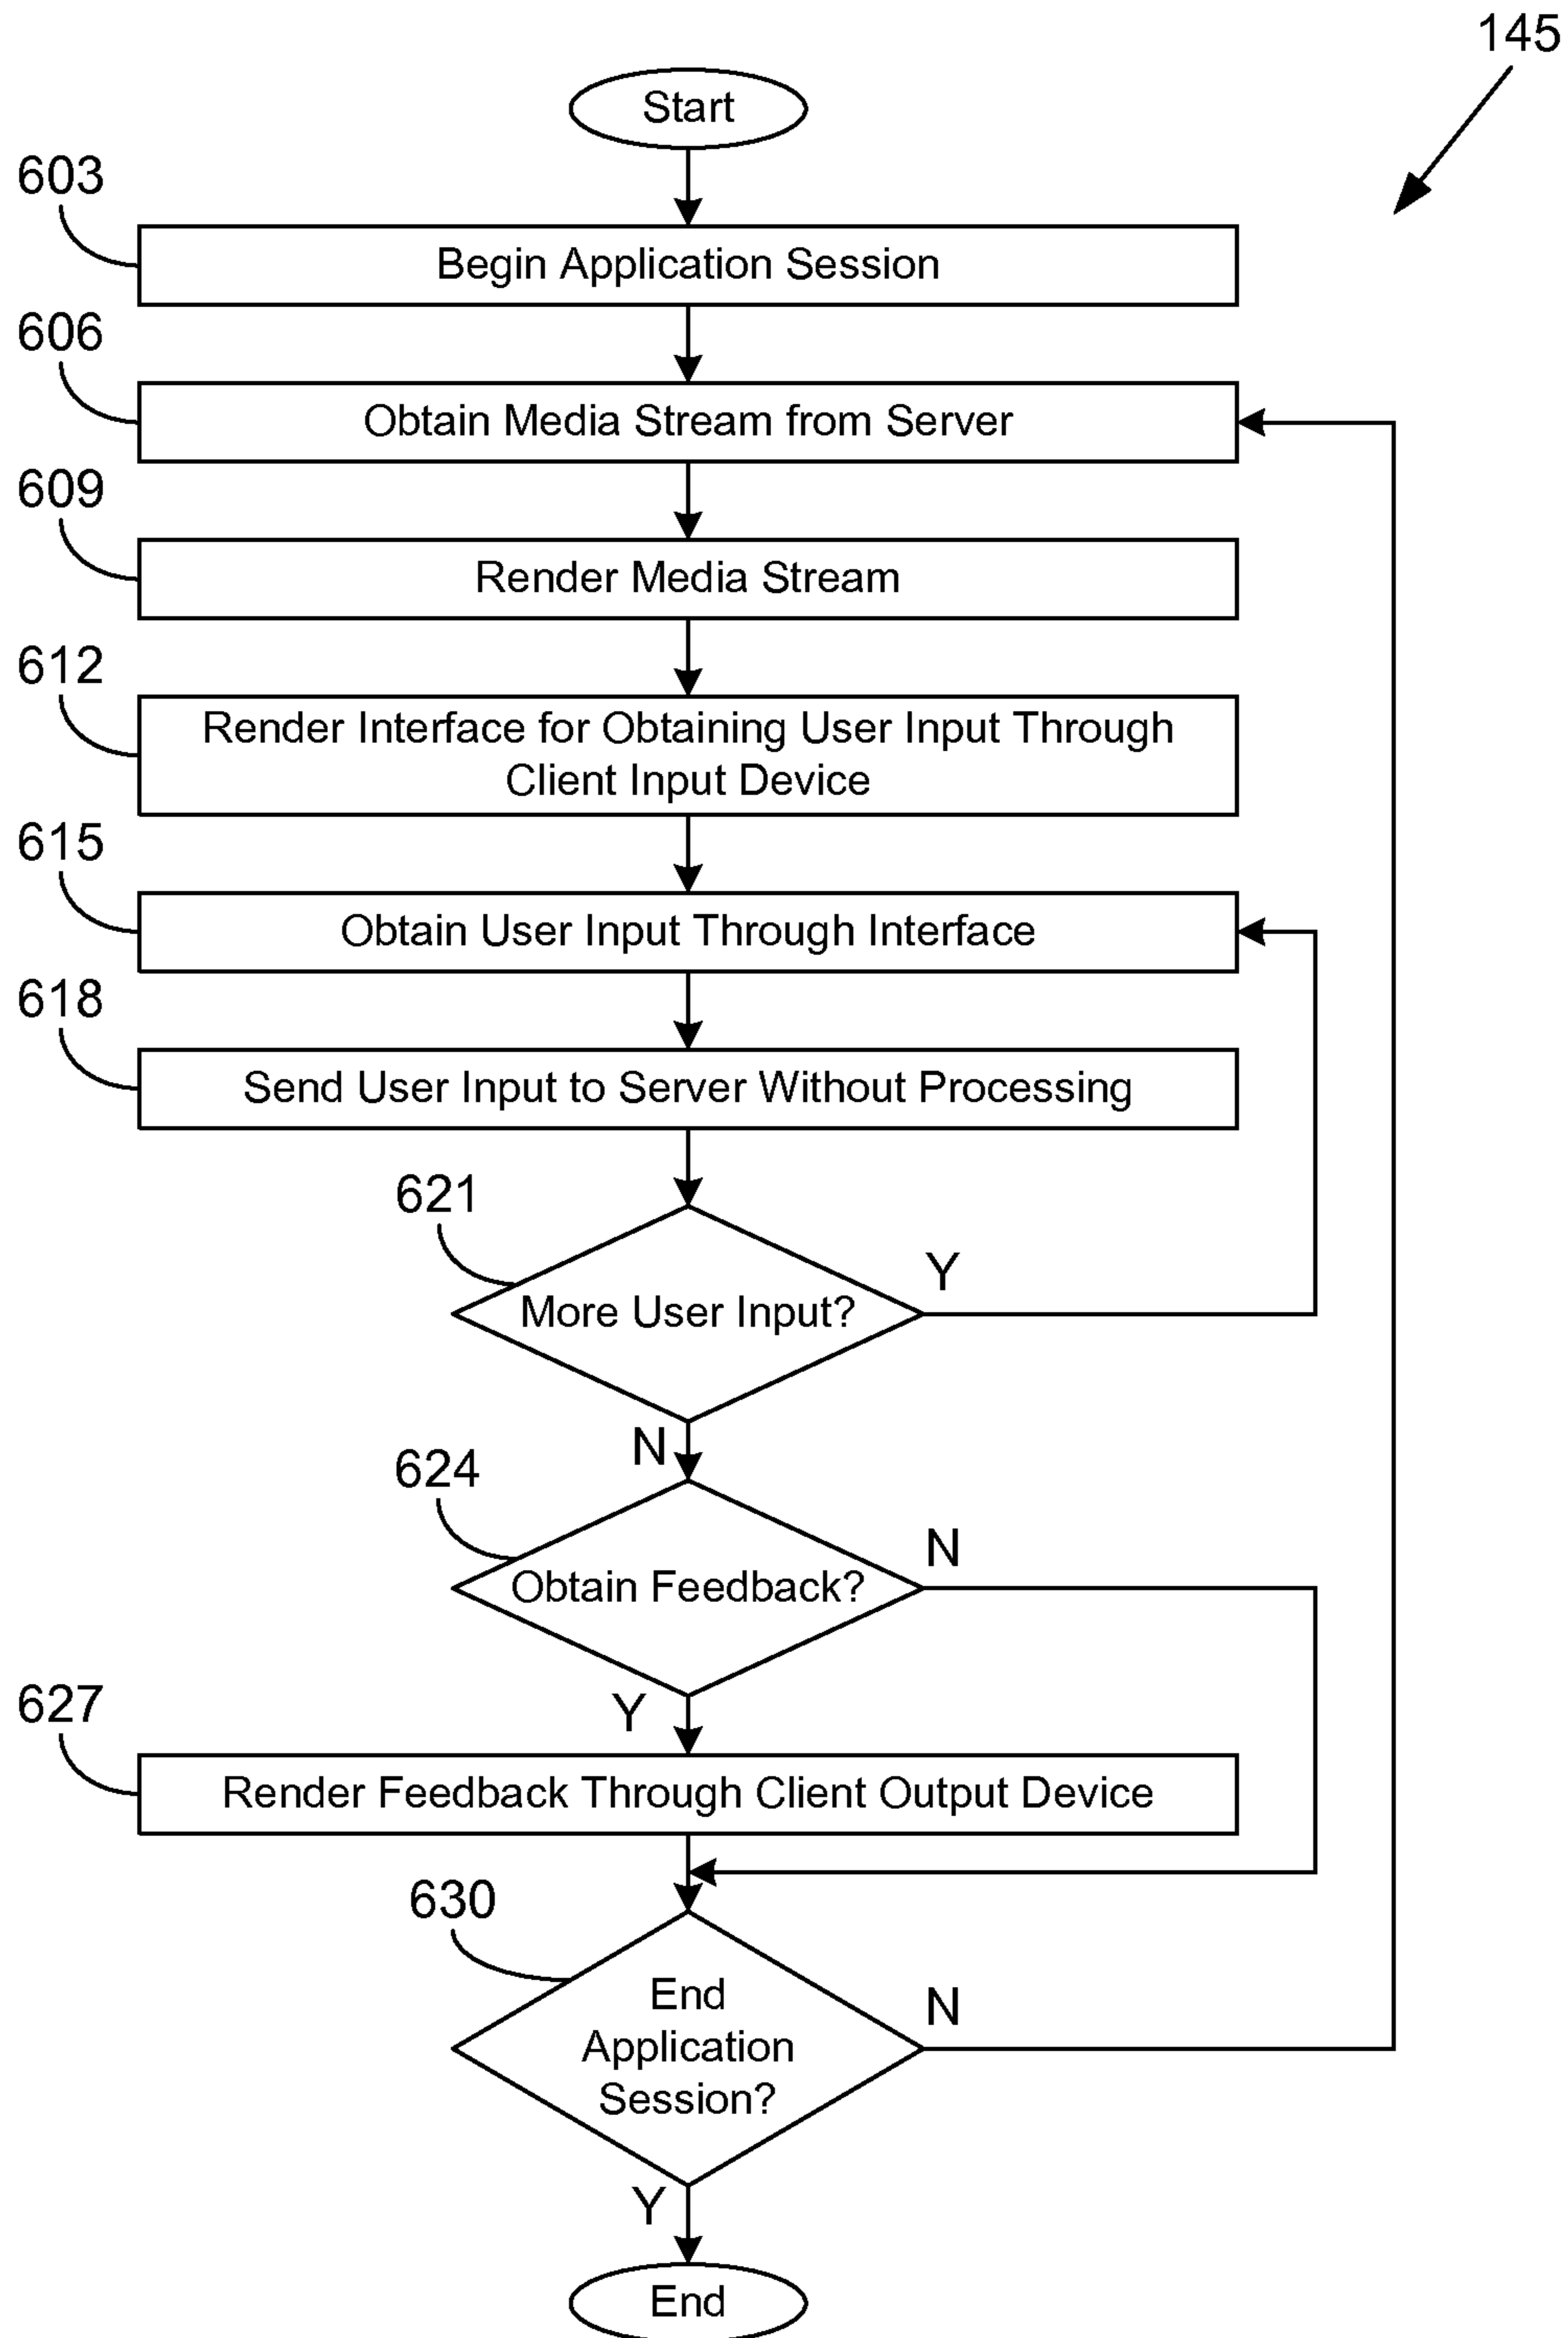 145
Start
603
Begin Application Session
606
Obtain Media Stream from Server
609
Render Media Stream
612
Render Interface for Obtaining User Input Through
Client Input Device
615
Obtain User Input Through Interface
618
Send User Input to Server Without Processing
621
More User Input?
Y
N
624
Obtain Feedback?
N
Y
627
Render Feedback Through Client Output Device
630
End
Application
Session?
N
Y
End